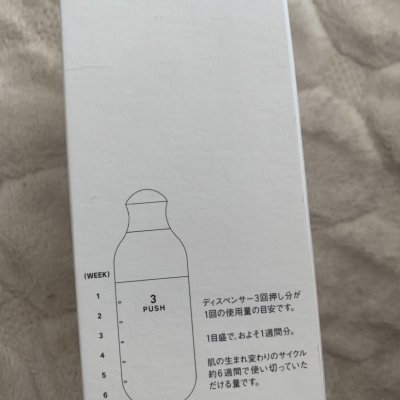 (WEEK)
1
2
3
4
5
6
3
PUSH
ディスペンサー3回押し分が
1回の使用量の目安です。
1目盛で、およそ1週間分。
肌の生まれ変わりのサイクル
約6週間で使い切っていた
だける量です。